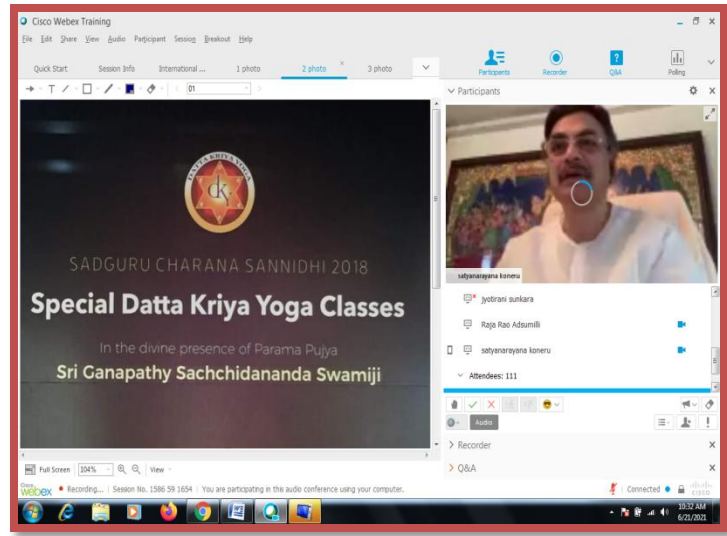 Cisco Webex Training
File Edit Share View Audio Participant Session Breakout Help
Quick Start Session Info International ... 1 photo 2 photo 3 photo
Participants Recorder Q&A Polling
T 01
Participants
DATTA KRIYA YOGA
dky
SADGURU CHARANA SANNIDHI 2018
Special Datta Kriya Yoga Classes
In the divine presence of Parama Pujya
Sri Ganapathy Sachchidananda Swamiji
satyanarayana koneru
jyotirani sunkara
Raja Rao Adsumilli
satyanarayana koneru
Attendees: 111
Audio
Recorder
Q&A
Full Screen 104% View
Cisco webex Recording... Session No. 1586 59 1654 You are participating in this audio conference using your computer. Connected CISCO
10:32 AM
6/21/2021